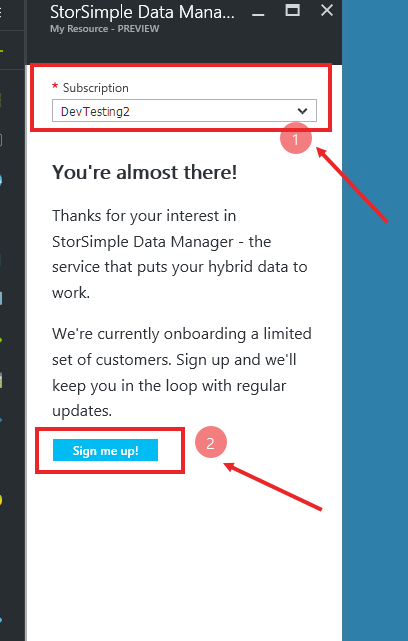 StorSimple Data Mana...
My Resource - PREVIEW
* Subscription
DevTesting2
1
You're almost there!
Thanks for your interest in
StorSimple Data Manager - the
service that puts your hybrid data to
work.
We're currently onboarding a limited
set of customers. Sign up and we'll
keep you in the loop with regular
updates.
Sign me up!
2